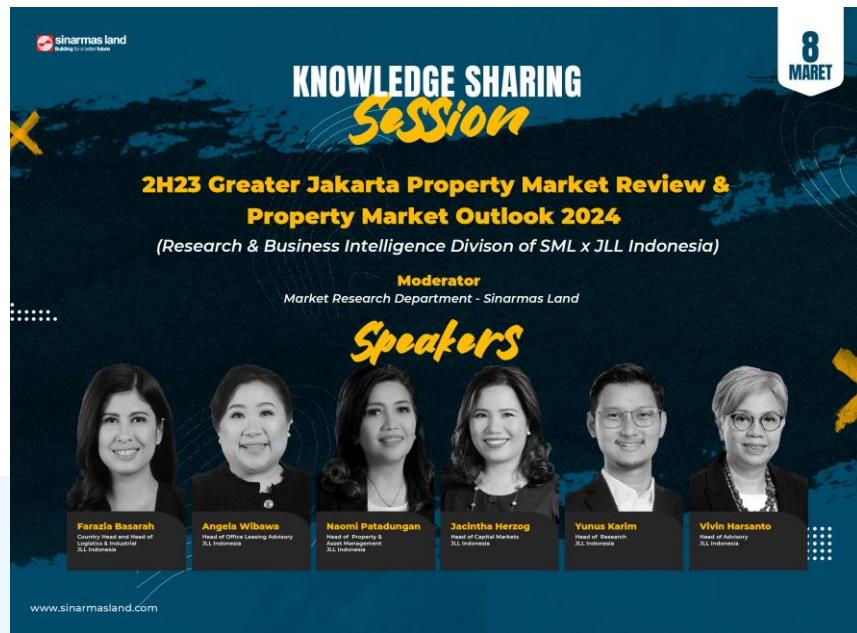 sinarmas land
Building for a better future
8
MARET
KNOWLEDGE SHARING
Session
2H23 Greater Jakarta Property Market Review &
Property Market Outlook 2024
(Research & Business Intelligence Divison of SML x JLL Indonesia)
Moderator
Market Research Department - Sinarmas Land
Speakers
Farazia Basarah
Country Head and Head of
Logistics & Industrial
JLL Indonesia
Angela Wibawa
Head of Office Leasing Advisory
JLL Indonesia
Naomi Patadungan
Head of Property &
Asset Management
JLL Indonesia
Jacintha Herzog
Head of Capital Markets
JLL Indonesia
Yunus Karim
Head of Research
JLL Indonesia
Vivin Harsanto
Head of Advisory
JLL Indonesia
www.sinarmasland.com